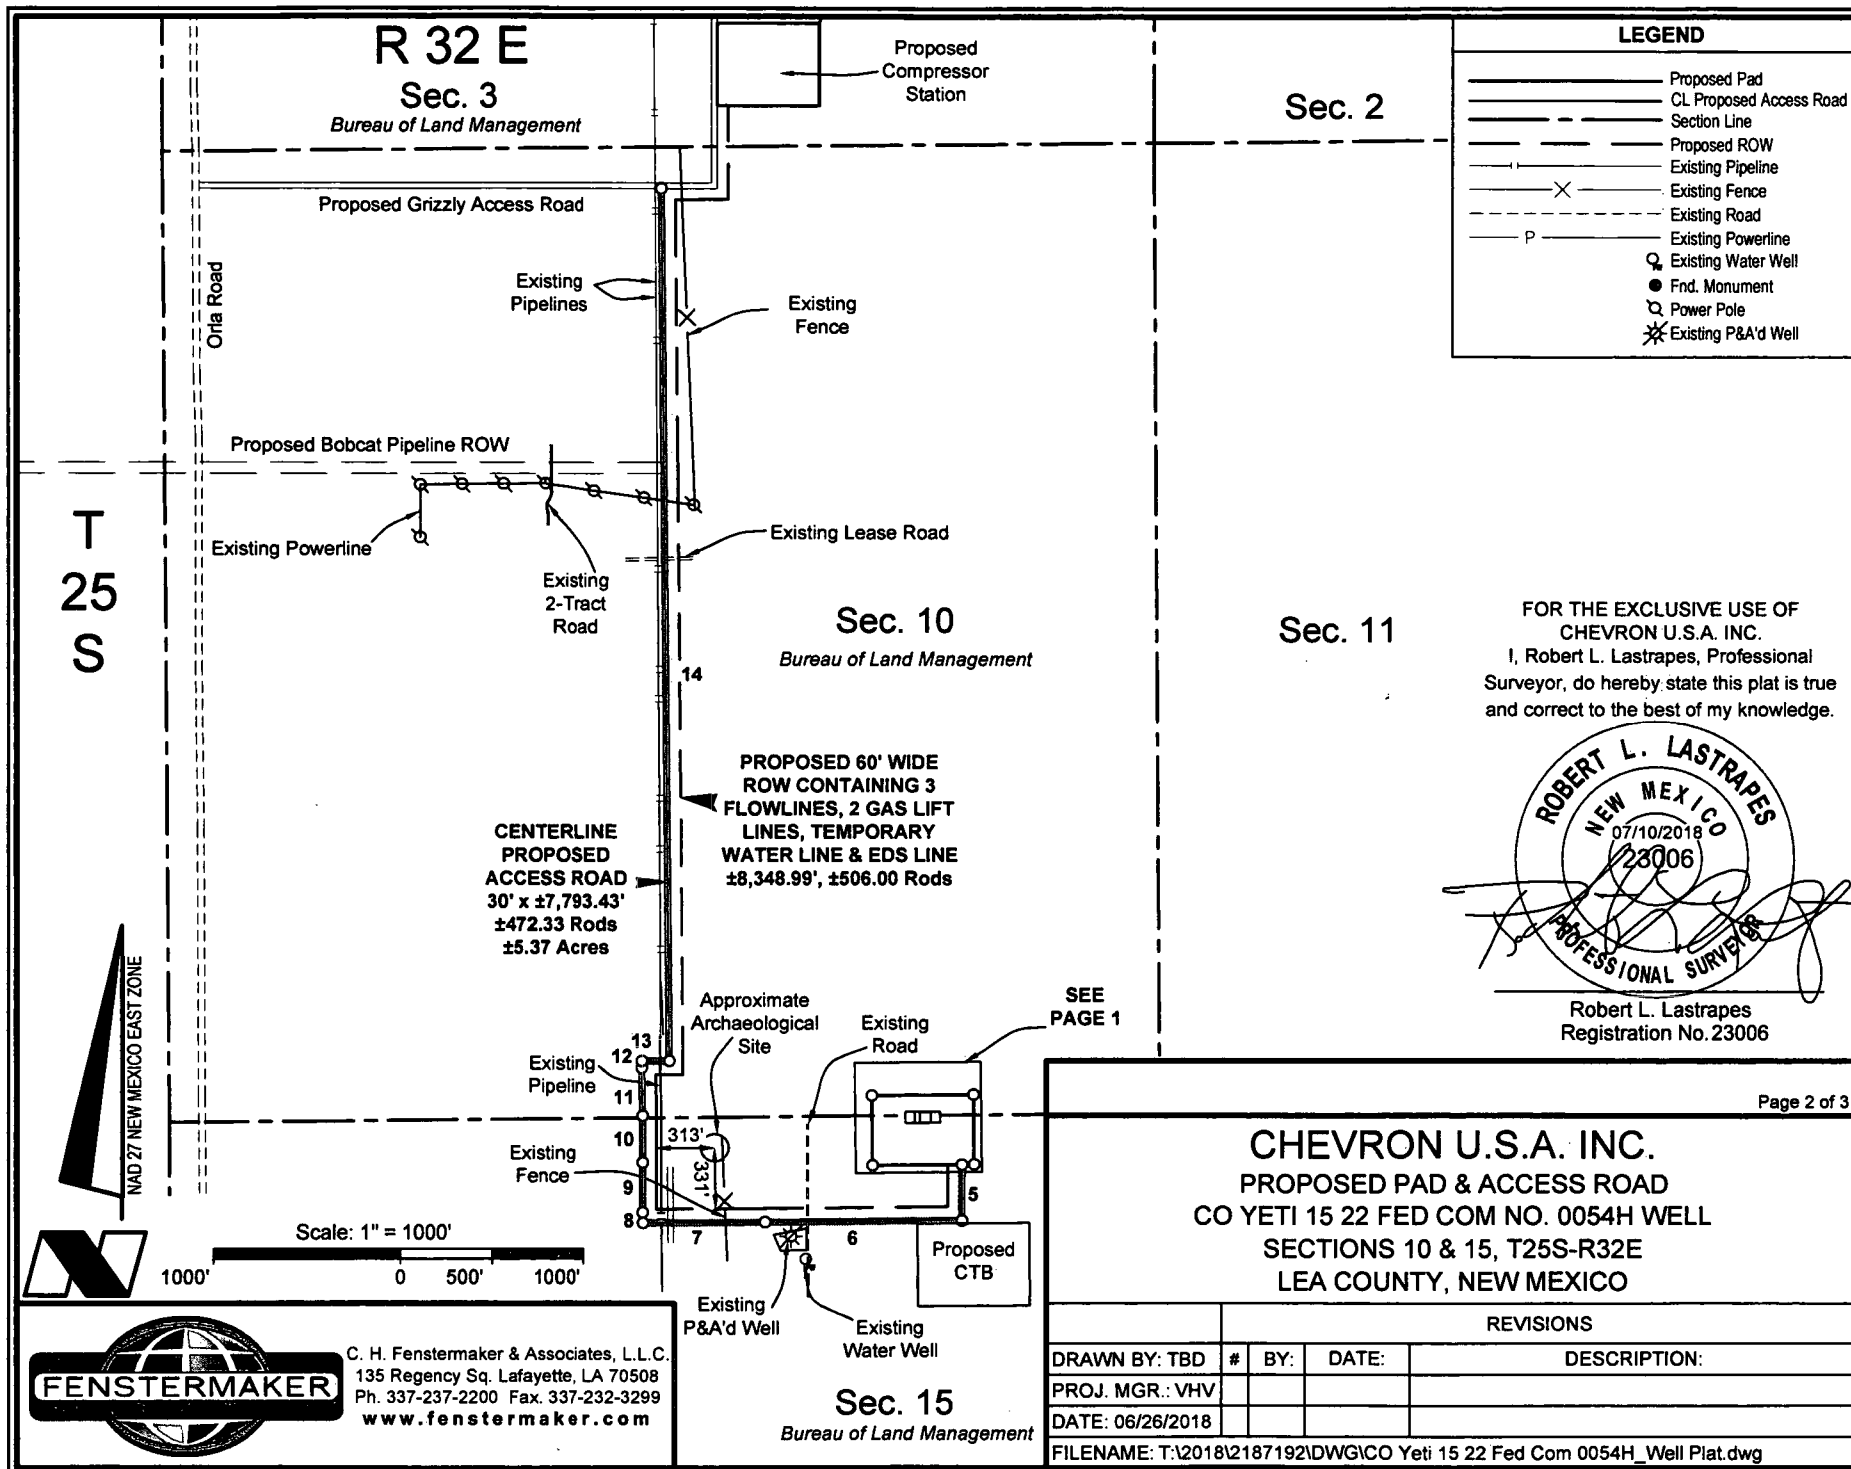 R 32 E
Sec. 3
Bureau of Land Management
Proposed
Compressor
Station
Sec. 2
LEGEND
Proposed Pad
CL Proposed Access Road
Section Line
Proposed ROW
Existing Pipeline
Existing Fence
Existing Road
P
Existing Powerline
Existing Water Well
Fnd. Monument
Power Pole
Existing P&A'd Well
Proposed Grizzly Access Road
Orla Road
Existing
Pipelines
Existing
Fence
Proposed Bobcat Pipeline ROW
T
25
S
Existing Powerline
Existing
2-Tract
Road
Existing Lease Road
Sec. 10
Bureau of Land Management
Sec. 11
14
FOR THE EXCLUSIVE USE OF
CHEVRON U.S.A. INC.
I, Robert L. Lastrapes, Professional
Surveyor, do hereby state this plat is true
and correct to the best of my knowledge.
ROBERT L. LASTRAPES
NEW MEXICO
07/10/2018
23006
PROFESSIONAL SURVEYOR
Robert L. Lastrapes
Registration No. 23006
PROPOSED 60' WIDE
ROW CONTAINING 3
FLOWLINES, 2 GAS LIFT
LINES, TEMPORARY
WATER LINE & EDS LINE
±8,348.99', ±506.00 Rods
CENTERLINE
PROPOSED
ACCESS ROAD
30' x ±7,793.43'
±472.33 Rods
±5.37 Acres
NAD 27 NEW MEXICO EAST ZONE
Approximate
Archaeological
Site
Existing
Road
SEE
PAGE 1
13
12
Existing
Pipeline
11
10
313'
331'
Existing
Fence
9
8
7
6
5
Proposed
CTB
Scale: 1" = 1000'
1000'
0
500'
1000'
Existing
P&A'd Well
Existing
Water Well
Sec. 15
Bureau of Land Management
FENSTERMAKER
C. H. Fenstermaker & Associates, L.L.C.
135 Regency Sq. Lafayette, LA 70508
Ph. 337-237-2200 Fax. 337-232-3299
www.fenstermaker.com
Page 2 of 3
CHEVRON U.S.A. INC.
PROPOSED PAD & ACCESS ROAD
CO YETI 15 22 FED COM NO. 0054H WELL
SECTIONS 10 & 15, T25S-R32E
LEA COUNTY, NEW MEXICO
REVISIONS
DRAWN BY: TBD # BY: DATE: DESCRIPTION:
PROJ. MGR.: VHV
DATE: 06/26/2018
FILENAME: T:\2018\2187192\DWG\CO Yeti 15 22 Fed Com 0054H_Well Plat.dwg